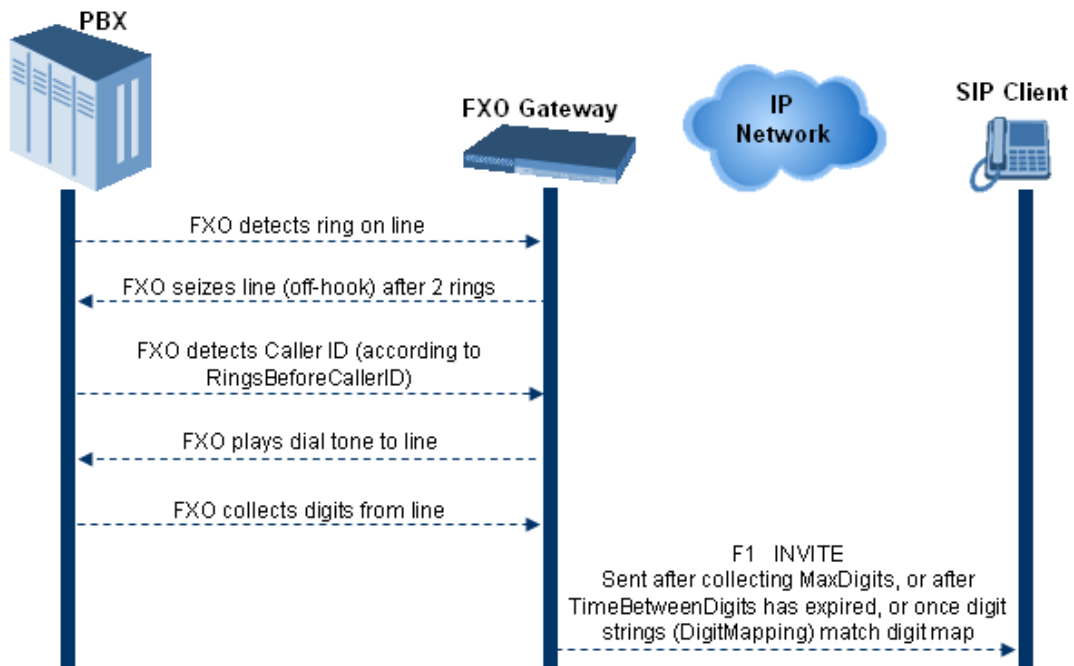 PBX
FXO Gateway
IP
Network
SIP Client
FXO detects ring on line
FXO seizes line (off-hook) after 2 rings
FXO detects Caller ID (according to
RingsBeforeCallerID)
FXO plays dial tone to line
FXO collects digits from line
F1 INVITE
Sent after collecting MaxDigits, or after
TimeBetweenDigits has expired, or once digit
strings (DigitMapping) match digit map